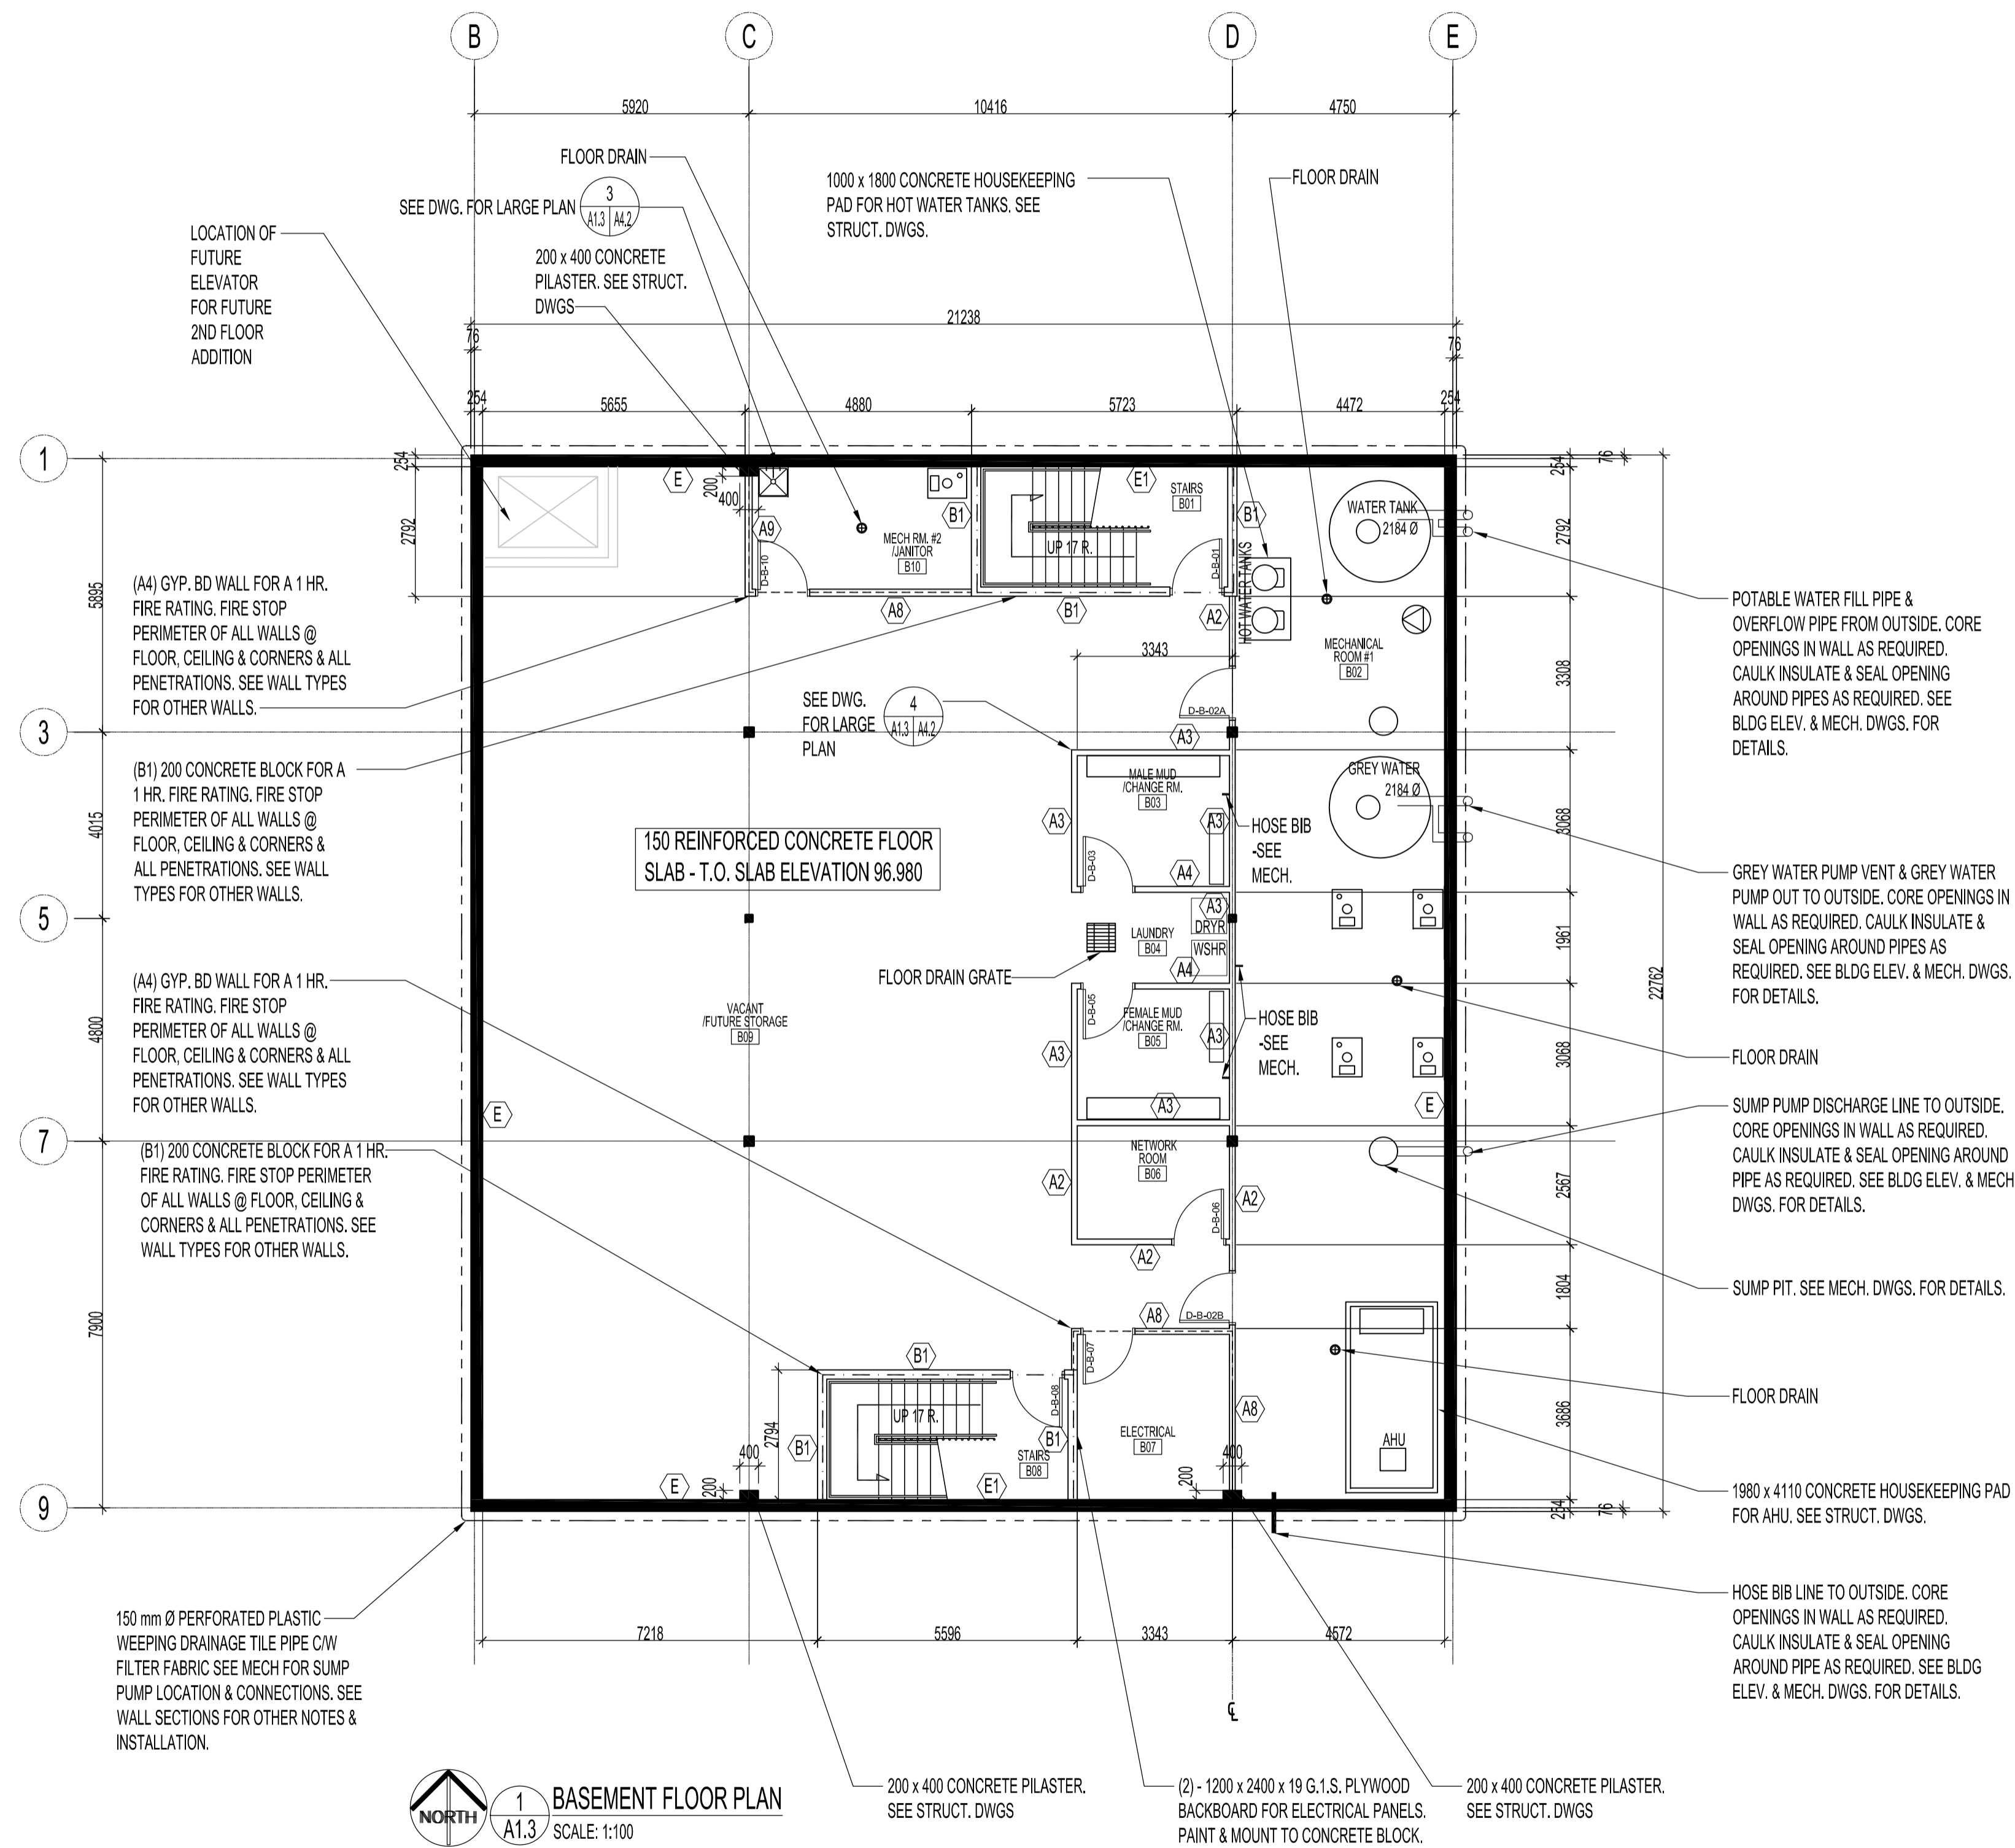 B
C
D
E
5920
10416
4750
FLOOR DRAIN
SEE DWG. FOR LARGE PLAN
3
A1.3
A4.2
1000 x 1800 CONCRETE HOUSEKEEPING
PAD FOR HOT WATER TANKS. SEE
STRUCT. DWGS.
FLOOR DRAIN
LOCATION OF
FUTURE
ELEVATOR
FOR FUTURE
2ND FLOOR
ADDITION
200 x 400 CONCRETE
PILASTER. SEE STRUCT.
DWGS
21238
76
76
254
5655
4880
5723
4472
254
1
3
5
7
9
5895
4015
4800
7900
254
2792
200
400
E
A9
B1
E1
B1
STAIRS
B01
UP 17 R.
MECH RM. #2
/JANITOR
B10
D-B-10
D-B-01
A8
B1
A2
HOT WATER TANKS
WATER TANK
2184 Ø
MECHANICAL
ROOM #1
B02
254
76
2792
3308
3068
1961
3068
2567
1804
3686
254
76
22762
(A4) GYP. BD WALL FOR A 1 HR.
FIRE RATING. FIRE STOP
PERIMETER OF ALL WALLS @
FLOOR, CEILING & CORNERS & ALL
PENETRATIONS. SEE WALL TYPES
FOR OTHER WALLS.
(B1) 200 CONCRETE BLOCK FOR A
1 HR. FIRE RATING. FIRE STOP
PERIMETER OF ALL WALLS @
FLOOR, CEILING & CORNERS &
ALL PENETRATIONS. SEE WALL
TYPES FOR OTHER WALLS.
(A4) GYP. BD WALL FOR A 1 HR.
FIRE RATING. FIRE STOP
PERIMETER OF ALL WALLS @
FLOOR, CEILING & CORNERS & ALL
PENETRATIONS. SEE WALL TYPES
FOR OTHER WALLS.
(B1) 200 CONCRETE BLOCK FOR A 1 HR.
FIRE RATING. FIRE STOP PERIMETER
OF ALL WALLS @ FLOOR, CEILING &
CORNERS & ALL PENETRATIONS. SEE
WALL TYPES FOR OTHER WALLS.
3343
SEE DWG.
FOR LARGE
PLAN
4
A1.3
A4.2
D-B-02A
A3
MALE MUD
/CHANGE RM.
B03
A3
A3
D-B-03
A4
HOSE BIB
-SEE
MECH.
GREY WATER
2184 Ø
150 REINFORCED CONCRETE FLOOR
SLAB - T.O. SLAB ELEVATION 96.980
LAUNDRY
B04
A3
DRYR
WSHR
A4
FLOOR DRAIN GRATE
VACANT
/FUTURE STORAGE
B09
D-B-05
FEMALE MUD
/CHANGE RM.
B05
A3
A3
A3
HOSE BIB
-SEE
MECH.
E
E
NETWORK
ROOM
B06
A2
A2
D-B-06
A2
D-B-02B
A8
B1
D-B-07
D-B-08
UP 17 R.
2794
B1
B1
STAIRS
B08
ELECTRICAL
B07
A8
AHU
E
200
400
E1
200
400
POTABLE WATER FILL PIPE &
OVERFLOW PIPE FROM OUTSIDE. CORE
OPENINGS IN WALL AS REQUIRED.
CAULK INSULATE & SEAL OPENING
AROUND PIPES AS REQUIRED. SEE
BLDG ELEV. & MECH. DWGS. FOR
DETAILS.
GREY WATER PUMP VENT & GREY WATER
PUMP OUT TO OUTSIDE. CORE OPENINGS IN
WALL AS REQUIRED. CAULK INSULATE &
SEAL OPENING AROUND PIPES AS
REQUIRED. SEE BLDG ELEV. & MECH. DWGS.
FOR DETAILS.
FLOOR DRAIN
SUMP PUMP DISCHARGE LINE TO OUTSIDE.
CORE OPENINGS IN WALL AS REQUIRED.
CAULK INSULATE & SEAL OPENING AROUND
PIPE AS REQUIRED. SEE BLDG ELEV. & MECH
DWGS. FOR DETAILS.
SUMP PIT. SEE MECH. DWGS. FOR DETAILS.
FLOOR DRAIN
1980 x 4110 CONCRETE HOUSEKEEPING PAD
FOR AHU. SEE STRUCT. DWGS.
HOSE BIB LINE TO OUTSIDE. CORE
OPENINGS IN WALL AS REQUIRED.
CAULK INSULATE & SEAL OPENING
AROUND PIPE AS REQUIRED. SEE BLDG
ELEV. & MECH. DWGS. FOR DETAILS.
7218
5596
3343
4572
℄
150 mm Ø PERFORATED PLASTIC
WEEPING DRAINAGE TILE PIPE C/W
FILTER FABRIC SEE MECH FOR SUMP
PUMP LOCATION & CONNECTIONS. SEE
WALL SECTIONS FOR OTHER NOTES &
INSTALLATION.
NORTH
1
A1.3
BASEMENT FLOOR PLAN
SCALE: 1:100
200 x 400 CONCRETE PILASTER.
SEE STRUCT. DWGS
(2) - 1200 x 2400 x 19 G.1.S. PLYWOOD
BACKBOARD FOR ELECTRICAL PANELS.
PAINT & MOUNT TO CONCRETE BLOCK.
200 x 400 CONCRETE PILASTER.
SEE STRUCT. DWGS